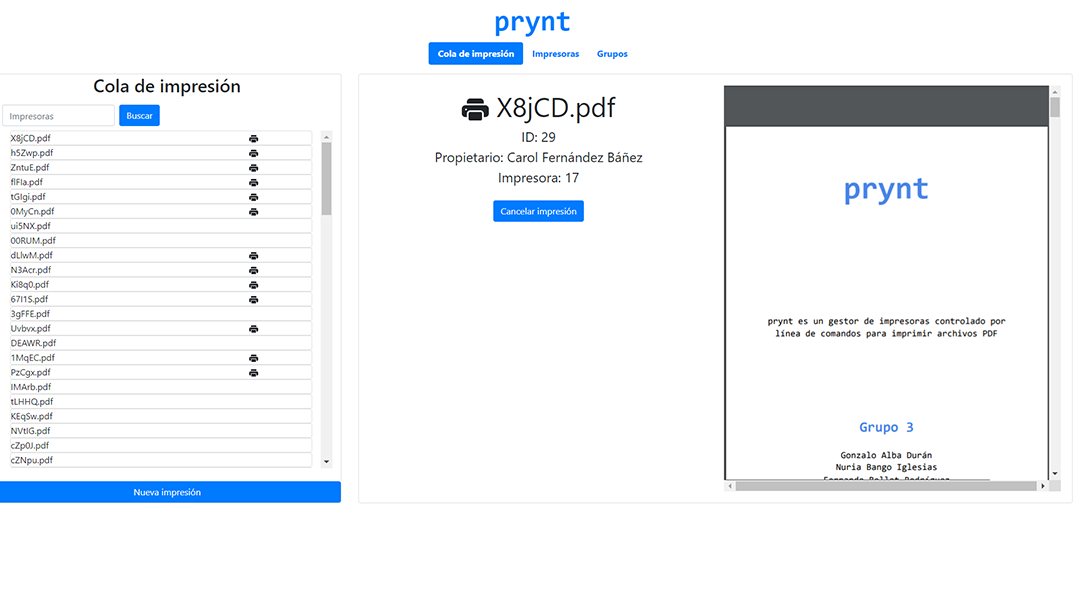 prynt
Cola de impresión
Impresoras
Grupos
Cola de impresión
Impresoras
Buscar
X8jCD.pdf
h5Zwp.pdf
ZntuE.pdf
flFIa.pdf
tGIgi.pdf
0MyCn.pdf
ui5NX.pdf
00RUM.pdf
dLlwM.pdf
N3Acr.pdf
Ki8q0.pdf
67I1S.pdf
3gFFE.pdf
Uvbvx.pdf
DEAWR.pdf
1MqEC.pdf
PzCgx.pdf
IMArb.pdf
tLHHQ.pdf
KEqSw.pdf
NVtIG.pdf
cZp0J.pdf
cZNpu.pdf
Nueva impresión
X8jCD.pdf
ID: 29
Propietario: Carol Fernández Báñez
Impresora: 17
Cancelar impresión
prynt
prynt es un gestor de impresoras controlado por
línea de comandos para imprimir archivos PDF
Grupo 3
Gonzalo Alba Durán
Nuria Bango Iglesias